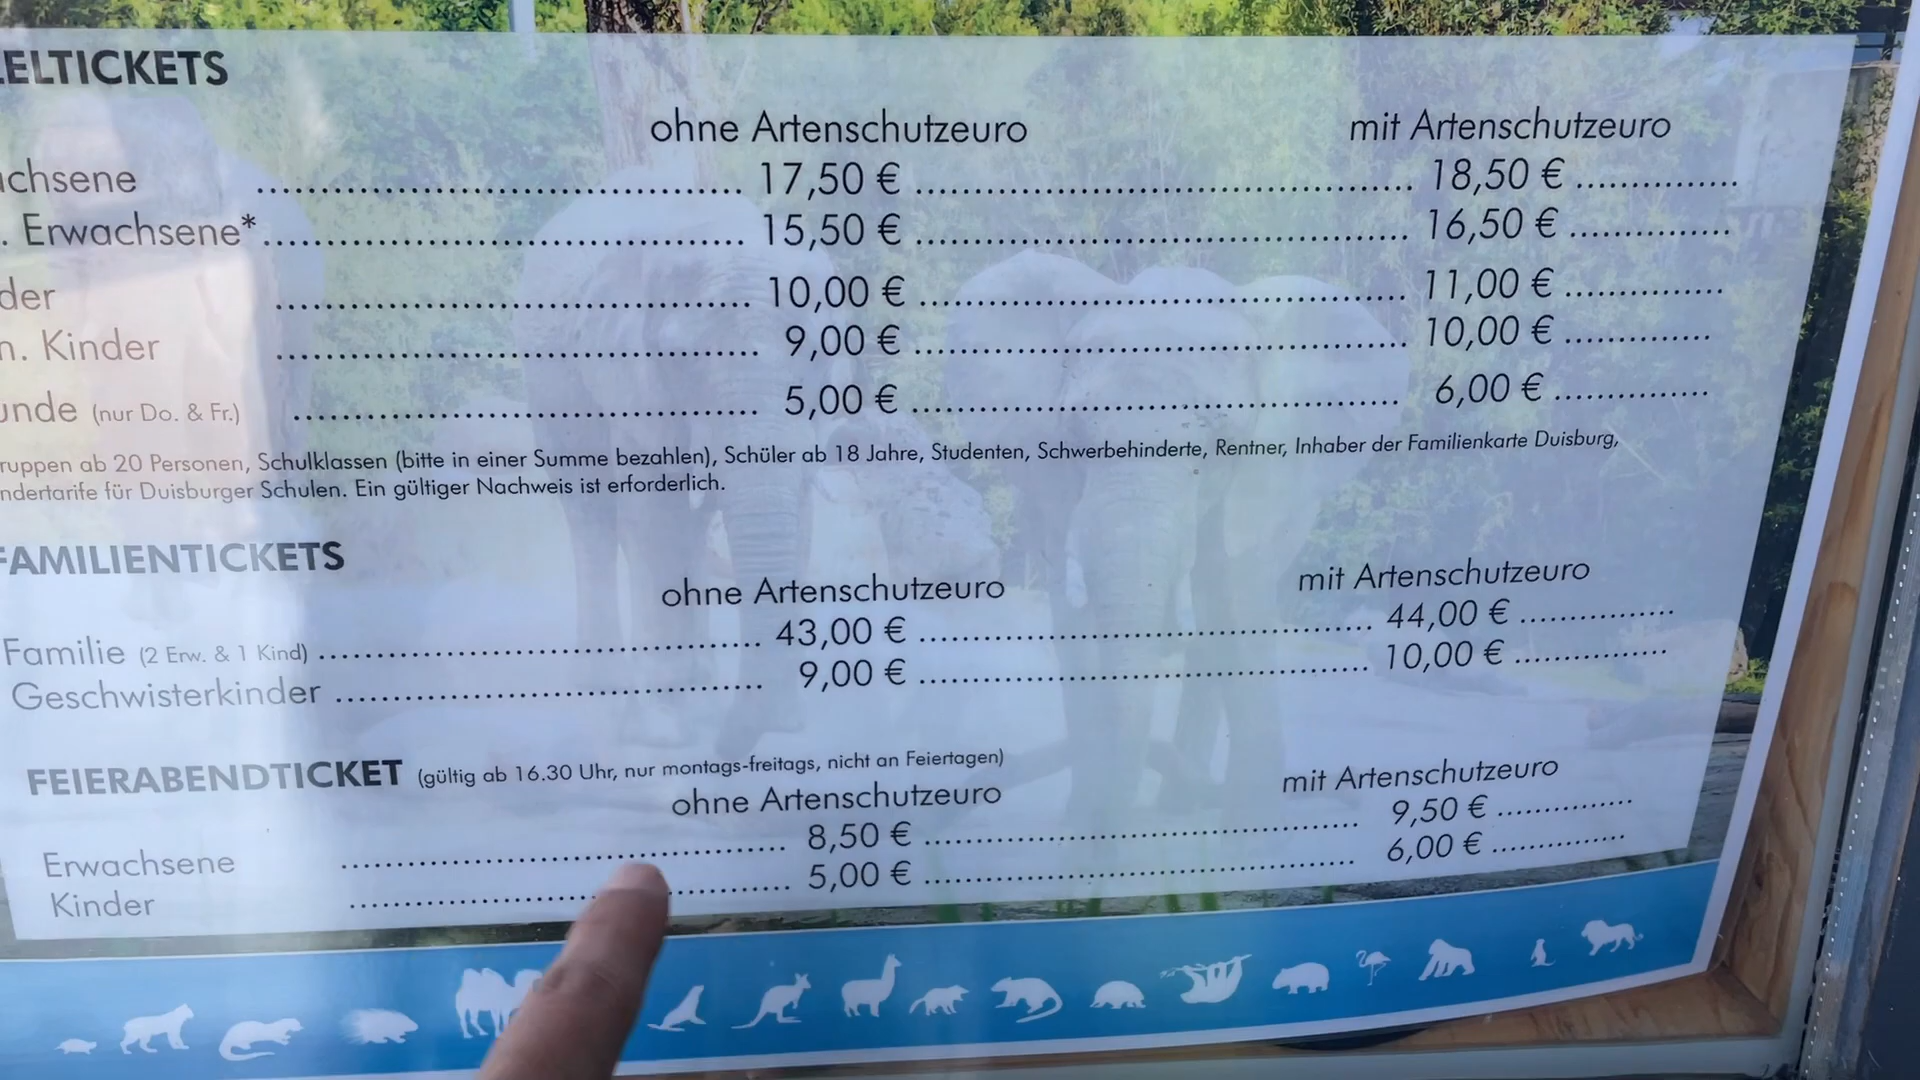 ELTICKETS
ohne Artenschutzeuro mit Artenschutzeuro
chsene 17,50 € 18,50 €
. Erwachsene* 15,50 € 16,50 €
der 10,00 € 11,00 €
n. Kinder 9,00 € 10,00 €
unde (nur Do. & Fr.) 5,00 € 6,00 €
ruppen ab 20 Personen, Schulklassen (bitte in einer Summe bezahlen), Schüler ab 18 Jahre, Studenten, Schwerbehinderte, Rentner, Inhaber der Familienkarte Duisburg,
ndertarife für Duisburger Schulen. Ein gültiger Nachweis ist erforderlich.
FAMILIENTICKETS
ohne Artenschutzeuro mit Artenschutzeuro
Familie (2 Erw. & 1 Kind) 43,00 € 44,00 €
Geschwisterkinder 9,00 € 10,00 €
FEIERABENDTICKET (gültig ab 16.30 Uhr, nur montags-freitags, nicht an Feiertagen)
ohne Artenschutzeuro mit Artenschutzeuro
Erwachsene 8,50 € 9,50 €
Kinder 5,00 € 6,00 €